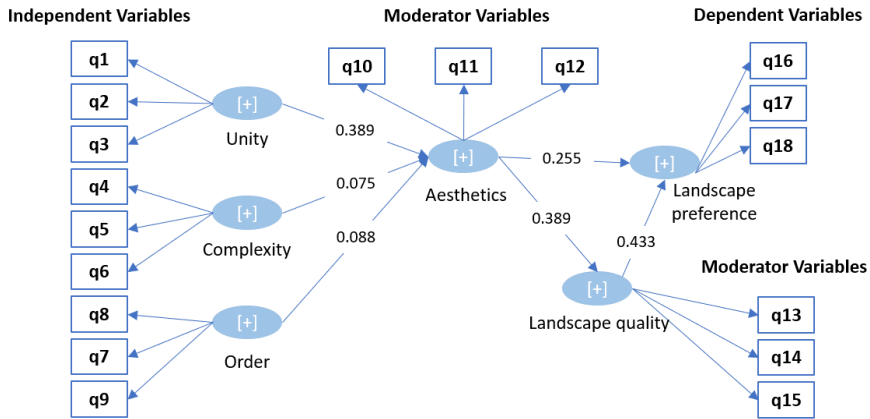 Independent Variables
Moderator Variables
Dependent Variables
q1
q2
q3
q4
q5
q6
q8
q7
q9
[+]
Unity
[+]
Complexity
[+]
Order
0.389
0.075
0.088
q10
q11
q12
[+]
Aesthetics
0.255
0.389
0.433
[+]
Landscape
preference
q16
q17
q18
[+]
Landscape quality
Moderator Variables
q13
q14
q15